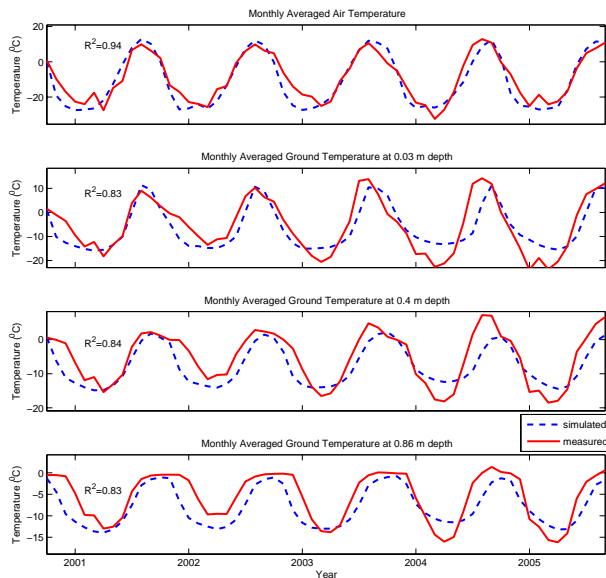 Monthly Averaged Air Temperature
20
0
−20
Temperature (⁰C)
R²=0.94
Monthly Averaged Ground Temperature at 0.03 m depth
10
0
−10
−20
Temperature (⁰C)
R²=0.83
Monthly Averaged Ground Temperature at 0.4 m depth
0
−10
−20
Temperature (⁰C)
R²=0.84
simulated
measured
Monthly Averaged Ground Temperature at 0.86 m depth
0
−5
−10
−15
Temperature (⁰C)
R²=0.83
2001 2002 2003 2004 2005
Year